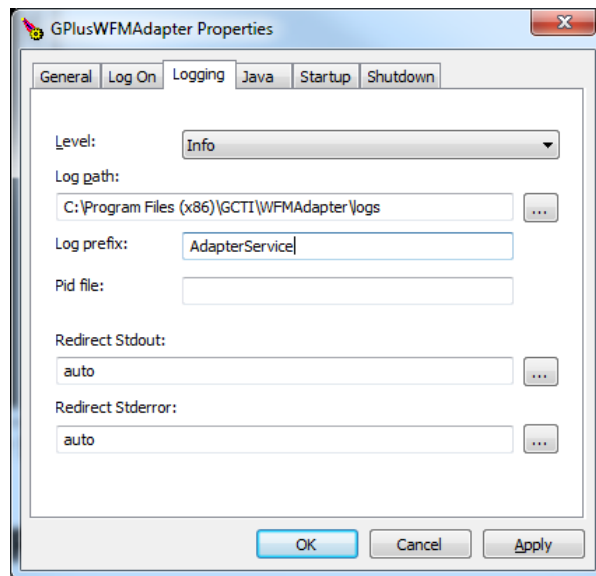 GPlusWFMAdapter Properties
General Log On Logging Java Startup Shutdown
Level: Info
Log path:
C:\Program Files (x86)\GCTI\WFMAdapter\logs ...
Log prefix: AdapterService
Pid file:
Redirect Stdout:
auto ...
Redirect Stderror:
auto ...
OK Cancel Apply